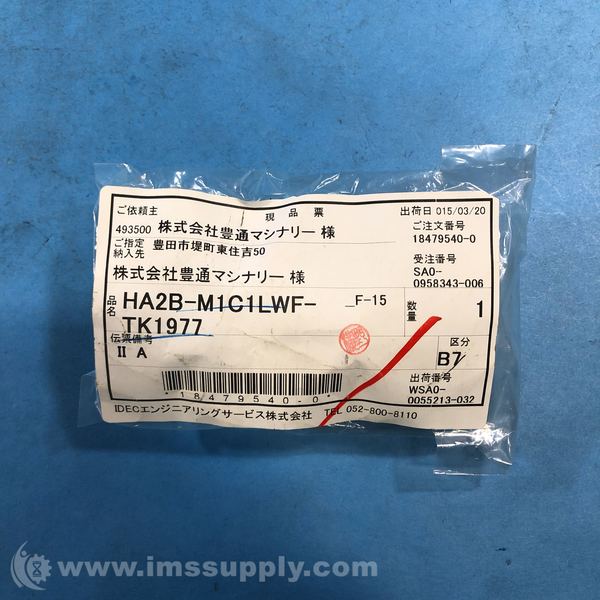 ご依頼主 現品票 出荷日 015/03/20
493500 株式会社豊通マシナリー 様 ご注文番号
ご指定 豊田市堤町東住吉50 18479540-0
納入先
株式会社豊通マシナリー 様 受注番号
SA0-
0958343-006
品名 HA2B-M1C1LWF- _F-15 数量 1
TK1977
伝票備考 区分
II A B7
出荷番号
*18479540-0* WSA0-
0055213-032
IDECエンジニアリングサービス株式会社 TEL 052-800-8110
www.imssupply.com